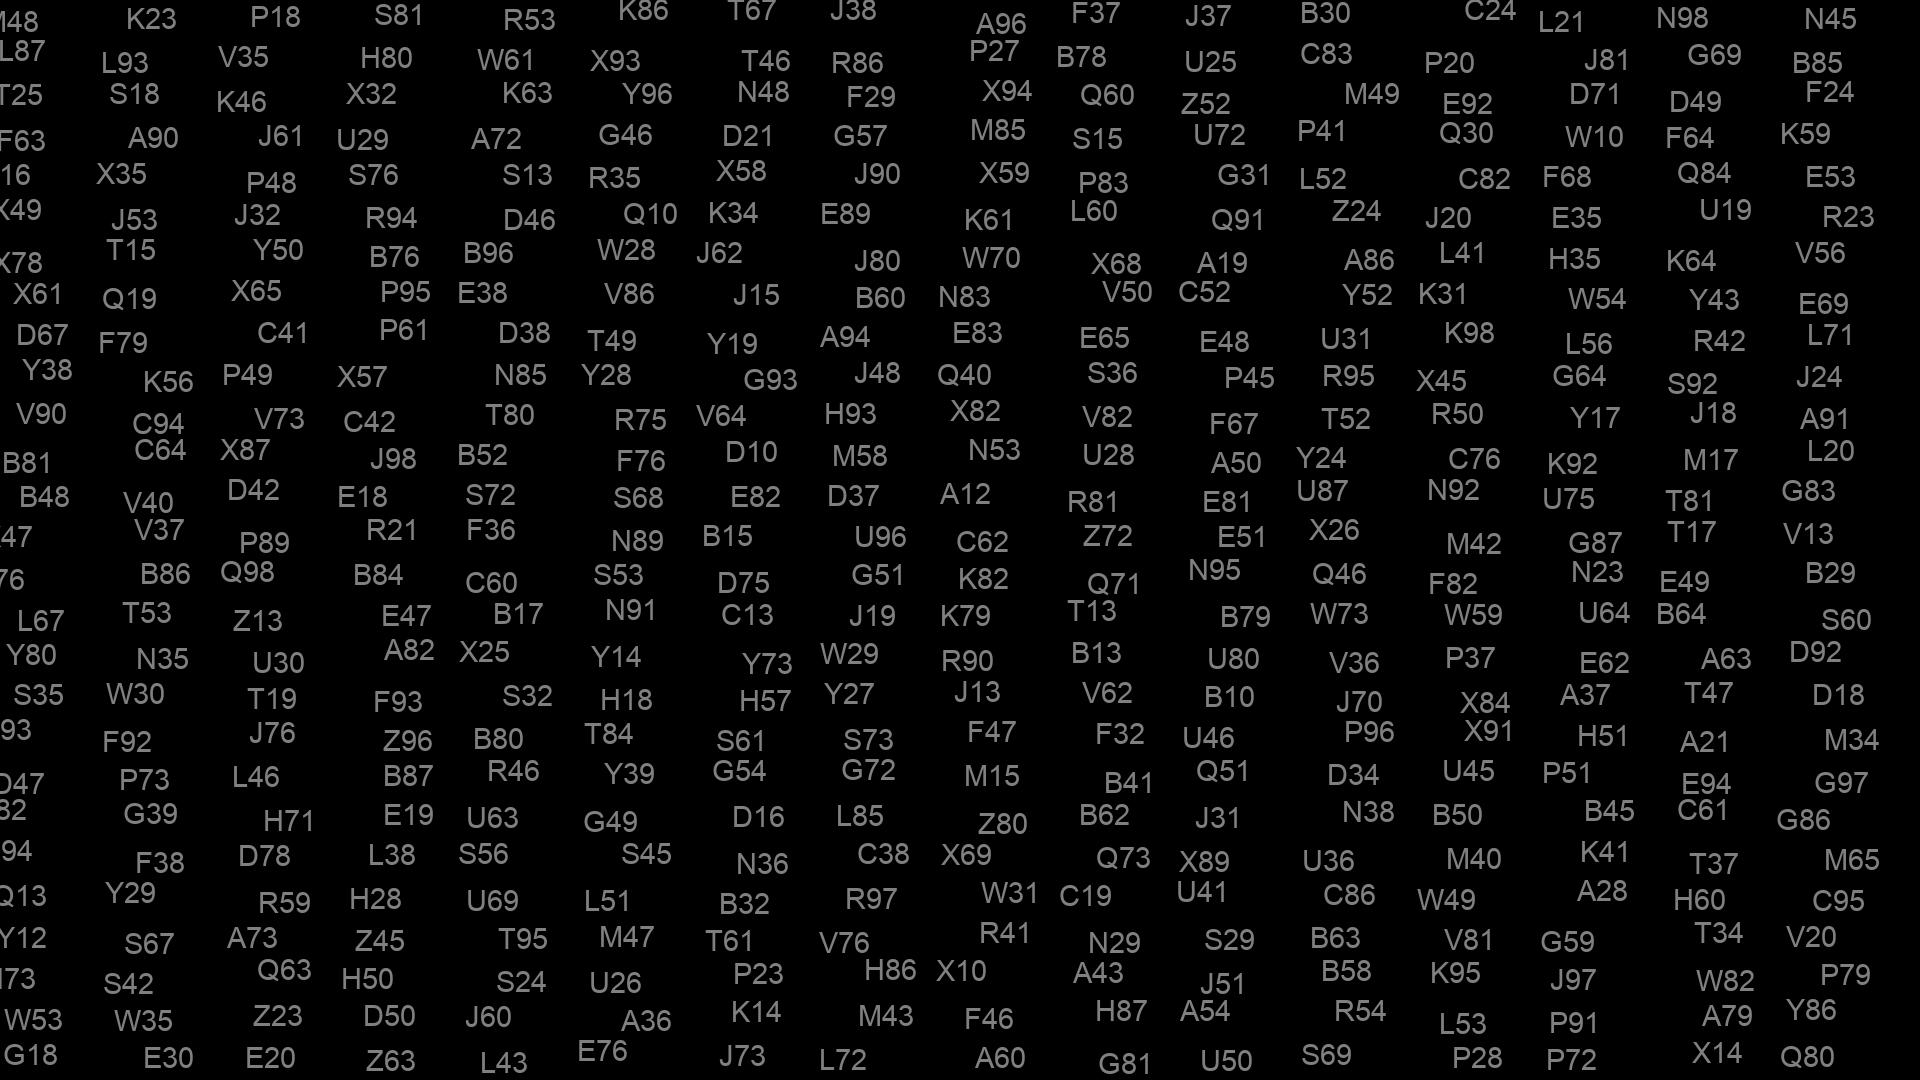 M48 K23 P18 S81 R53 K86 T67 J38 A96 F37 J37 B30 C24 L21 N98 N45
L87 L93 V35 H80 W61 X93 T46 R86 P27 B78 U25 C83 P20 J81 G69 B85
T25 S18 K46 X32 K63 Y96 N48 F29 X94 Q60 Z52 M49 E92 D71 D49 F24
F63 A90 J61 U29 A72 G46 D21 G57 M85 S15 U72 P41 Q30 W10 F64 K59
16 X35 P48 S76 S13 R35 X58 J90 X59 P83 G31 L52 C82 F68 Q84 E53
X49 J53 J32 R94 D46 Q10 K34 E89 K61 L60 Q91 Z24 J20 E35 U19 R23
X78 T15 Y50 B76 B96 W28 J62 J80 W70 X68 A19 A86 L41 H35 K64 V56
X61 Q19 X65 P95 E38 V86 J15 B60 N83 V50 C52 Y52 K31 W54 Y43 E69
D67 F79 C41 P61 D38 T49 Y19 A94 E83 E65 E48 U31 K98 L56 R42 L71
Y38 K56 P49 X57 N85 Y28 G93 J48 Q40 S36 P45 R95 X45 G64 S92 J24
V90 C94 V73 C42 T80 R75 V64 H93 X82 V82 F67 T52 R50 Y17 J18 A91
B81 C64 X87 J98 B52 F76 D10 M58 N53 U28 A50 Y24 C76 K92 M17 L20
B48 V40 D42 E18 S72 S68 E82 D37 A12 R81 E81 U87 N92 U75 T81 G83
47 V37 P89 R21 F36 N89 B15 U96 C62 Z72 E51 X26 M42 G87 T17 V13
76 B86 Q98 B84 C60 S53 D75 G51 K82 Q71 N95 Q46 F82 N23 E49 B29
L67 T53 Z13 E47 B17 N91 C13 J19 K79 T13 B79 W73 W59 U64 B64 S60
Y80 N35 U30 A82 X25 Y14 Y73 W29 R90 B13 U80 V36 P37 E62 A63 D92
S35 W30 T19 F93 S32 H18 H57 Y27 J13 V62 B10 J70 X84 A37 T47 D18
93 F92 J76 Z96 B80 T84 S61 S73 F47 F32 U46 P96 X91 H51 A21 M34
D47 P73 L46 B87 R46 Y39 G54 G72 M15 B41 Q51 D34 U45 P51 E94 G97
82 G39 H71 E19 U63 G49 D16 L85 Z80 B62 J31 N38 B50 B45 C61 G86
94 F38 D78 L38 S56 S45 N36 C38 X69 Q73 X89 U36 M40 K41 T37 M65
Q13 Y29 R59 H28 U69 L51 B32 R97 W31 C19 U41 C86 W49 A28 H60 C95
Y12 S67 A73 Z45 T95 M47 T61 V76 R41 N29 S29 B63 V81 G59 T34 V20
73 S42 Q63 H50 S24 U26 P23 H86 X10 A43 J51 B58 K95 J97 W82 P79
W53 W35 Z23 D50 J60 A36 K14 M43 F46 H87 A54 R54 L53 P91 A79 Y86
G18 E30 E20 Z63 L43 E76 J73 L72 A60 G81 U50 S69 P28 P72 X14 Q80